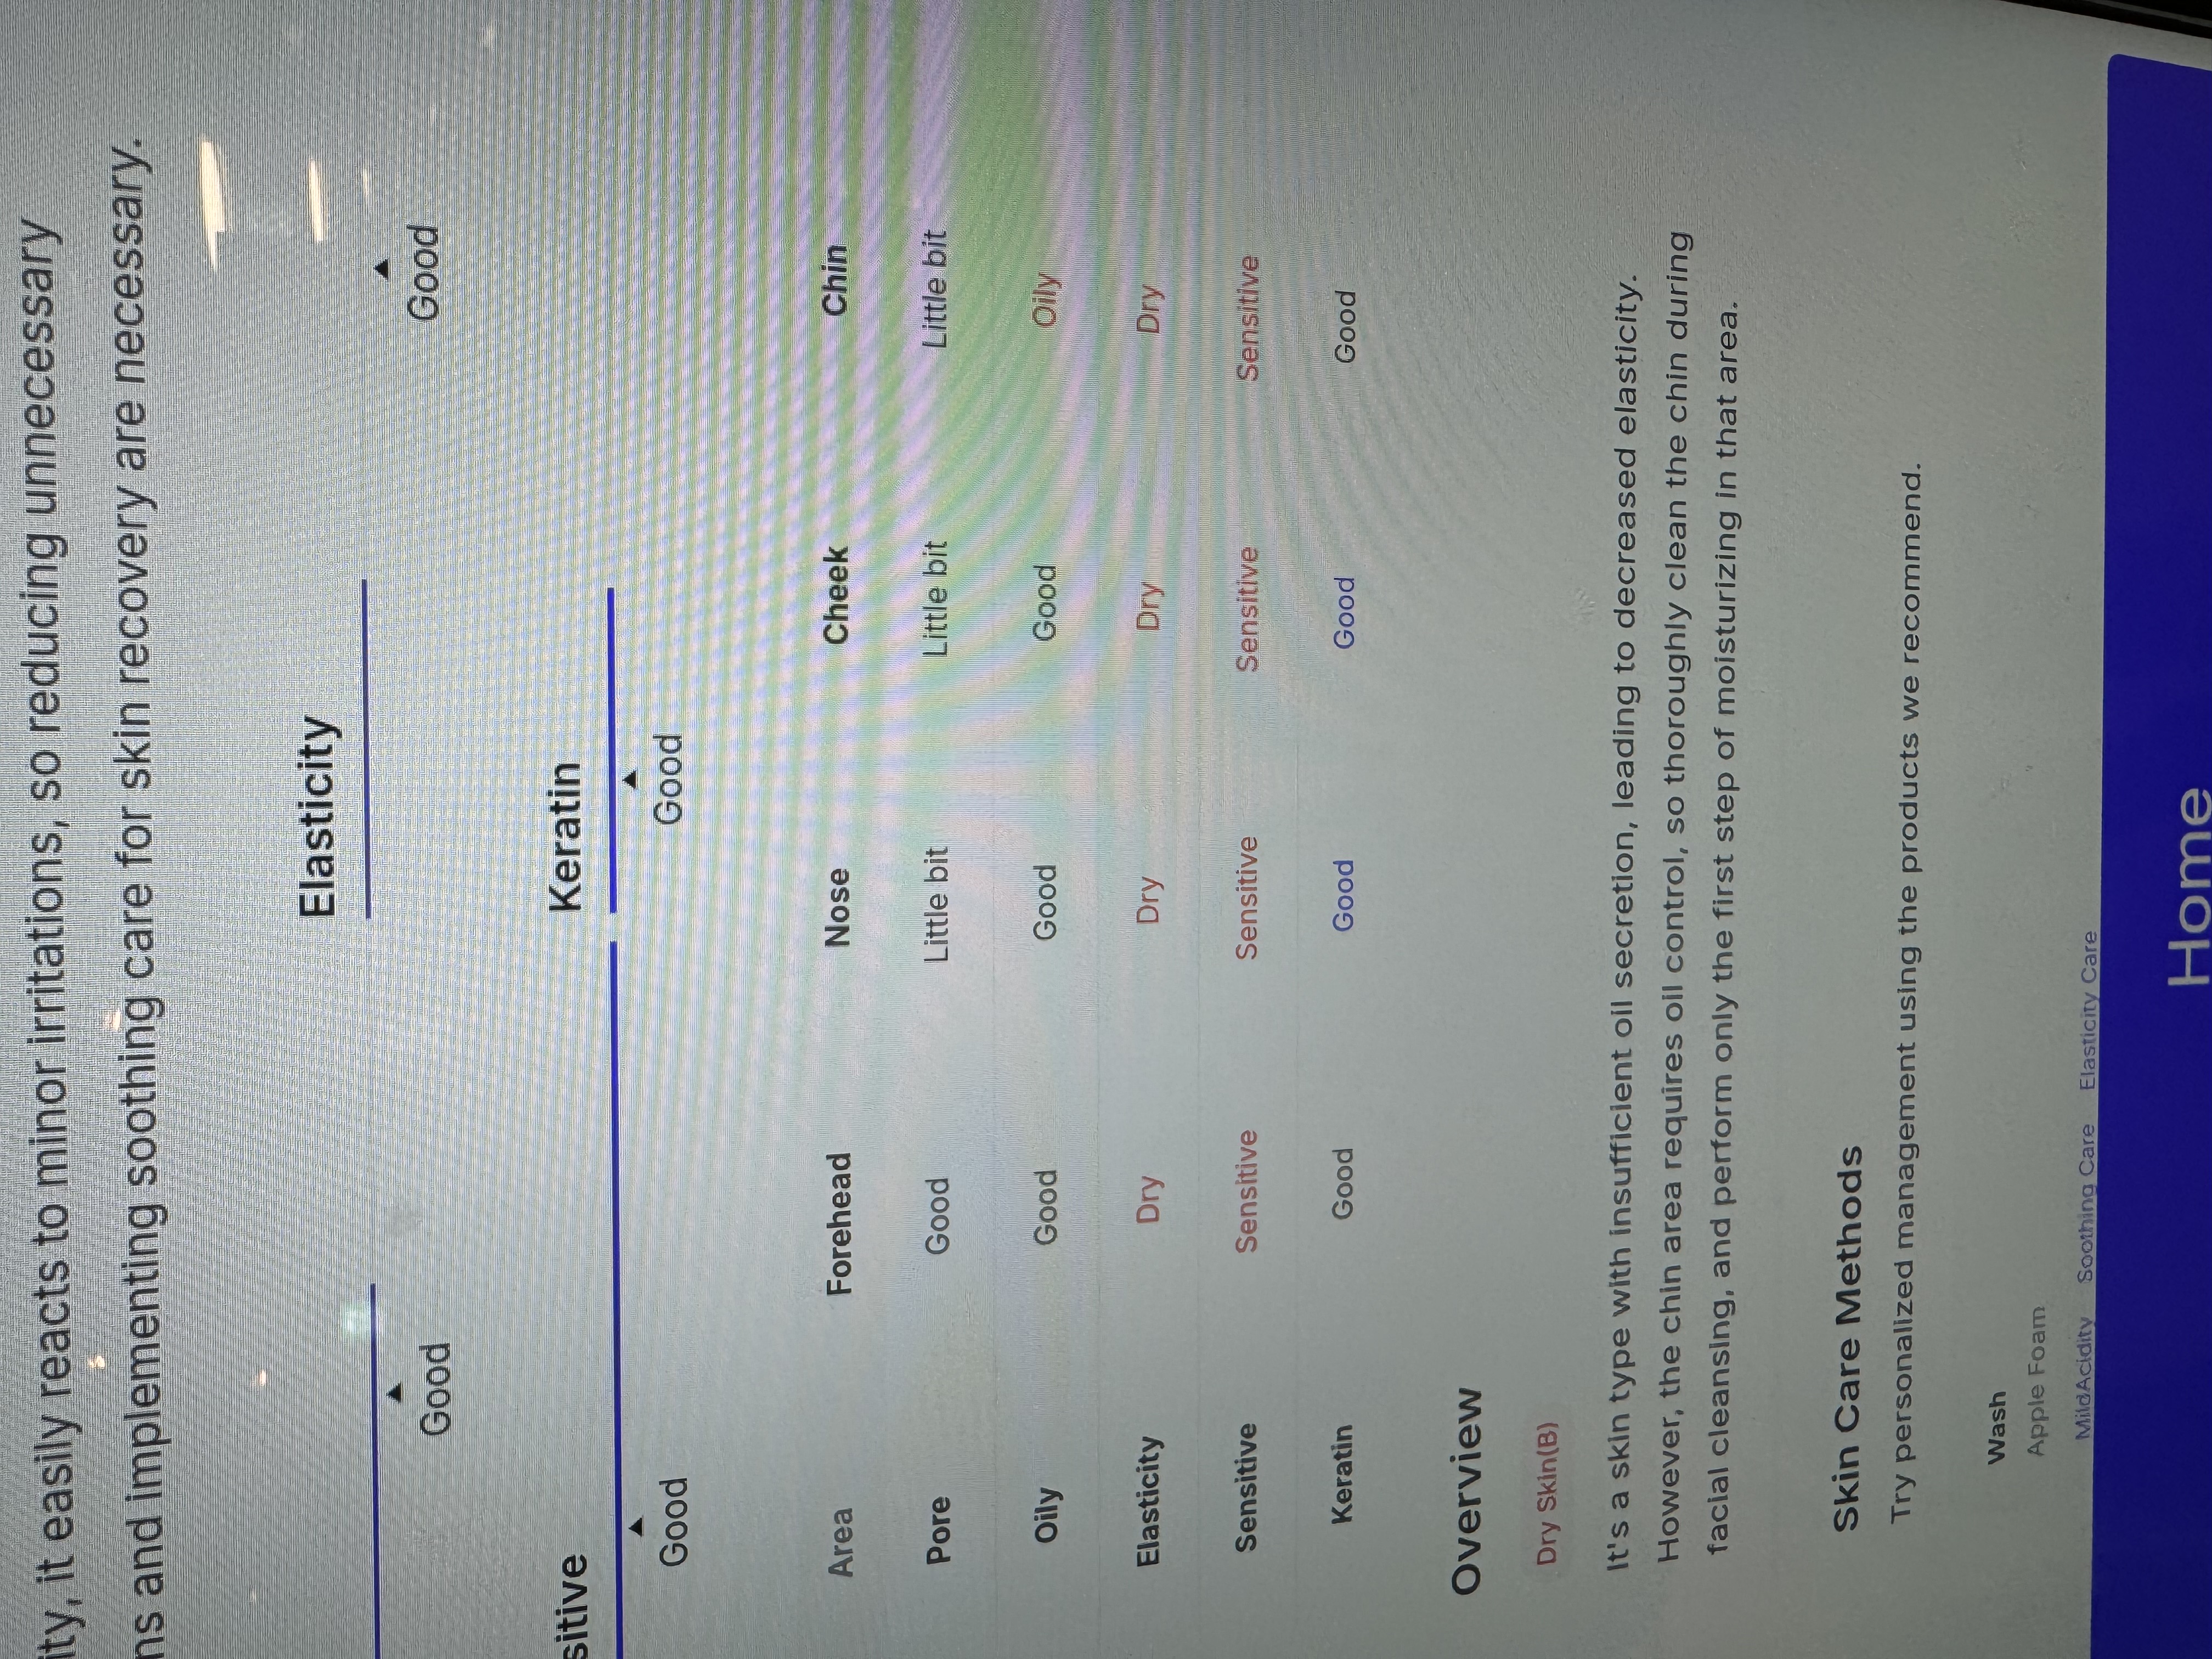 ity, it easily reacts to minor irritations, so reducing unnecessary
ns and implementing soothing care for skin recovery are necessary.
Elasticity
Good
Good
sitive
Keratin
Good
Good
Area Forehead Nose Cheek Chin
Pore Good Little bit Little bit Little bit
Oily Good Good Good Oily
Elasticity Dry Dry Dry Dry
Sensitive Sensitive Sensitive Sensitive Sensitive
Keratin Good Good Good Good
Overview
Dry Skin(B)
It's a skin type with insufficient oil secretion, leading to decreased elasticity.
However, the chin area requires oil control, so thoroughly clean the chin during
facial cleansing, and perform only the first step of moisturizing in that area.
Skin Care Methods
Try personalized management using the products we recommend.
Wash
Apple Foam
MildAcidity Soothing Care Elasticity Care
Home